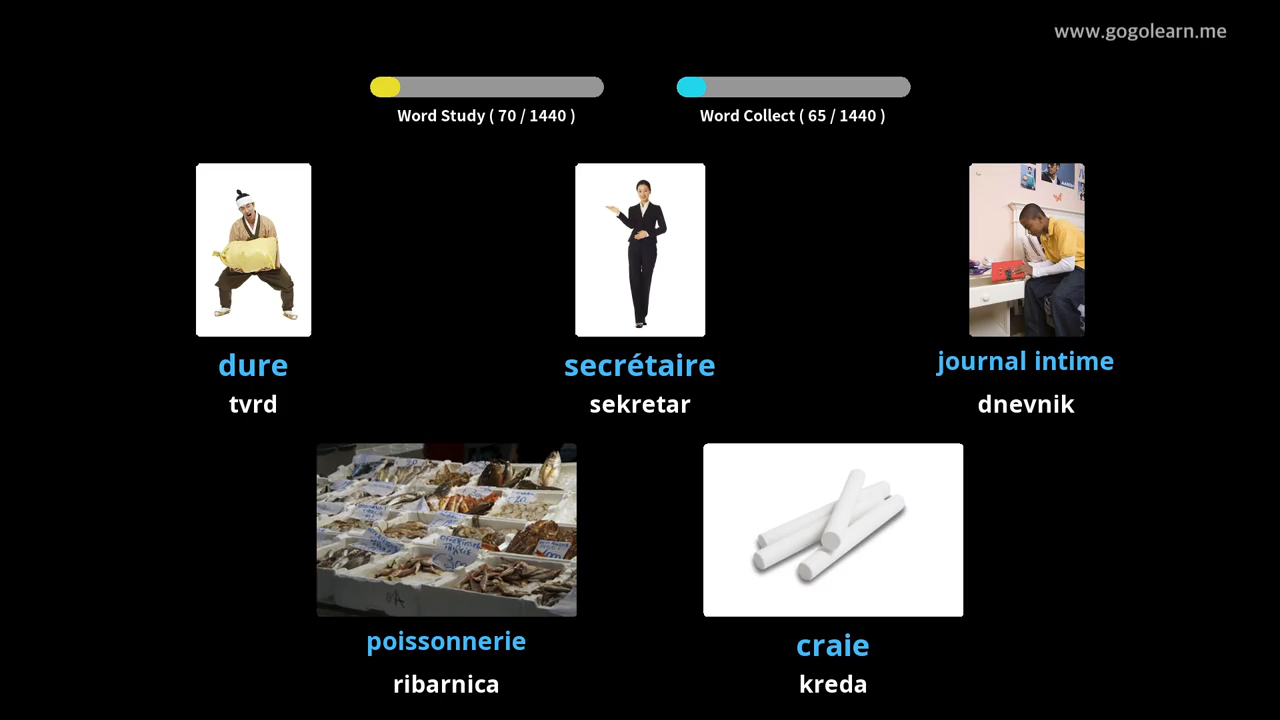 www.gogolearn.me
Word Study ( 70 / 1440 )
Word Collect ( 65 / 1440 )
dure
secrétaire
journal intime
tvrd
sekretar
dnevnik
poissonnerie
craie
ribarnica
kreda